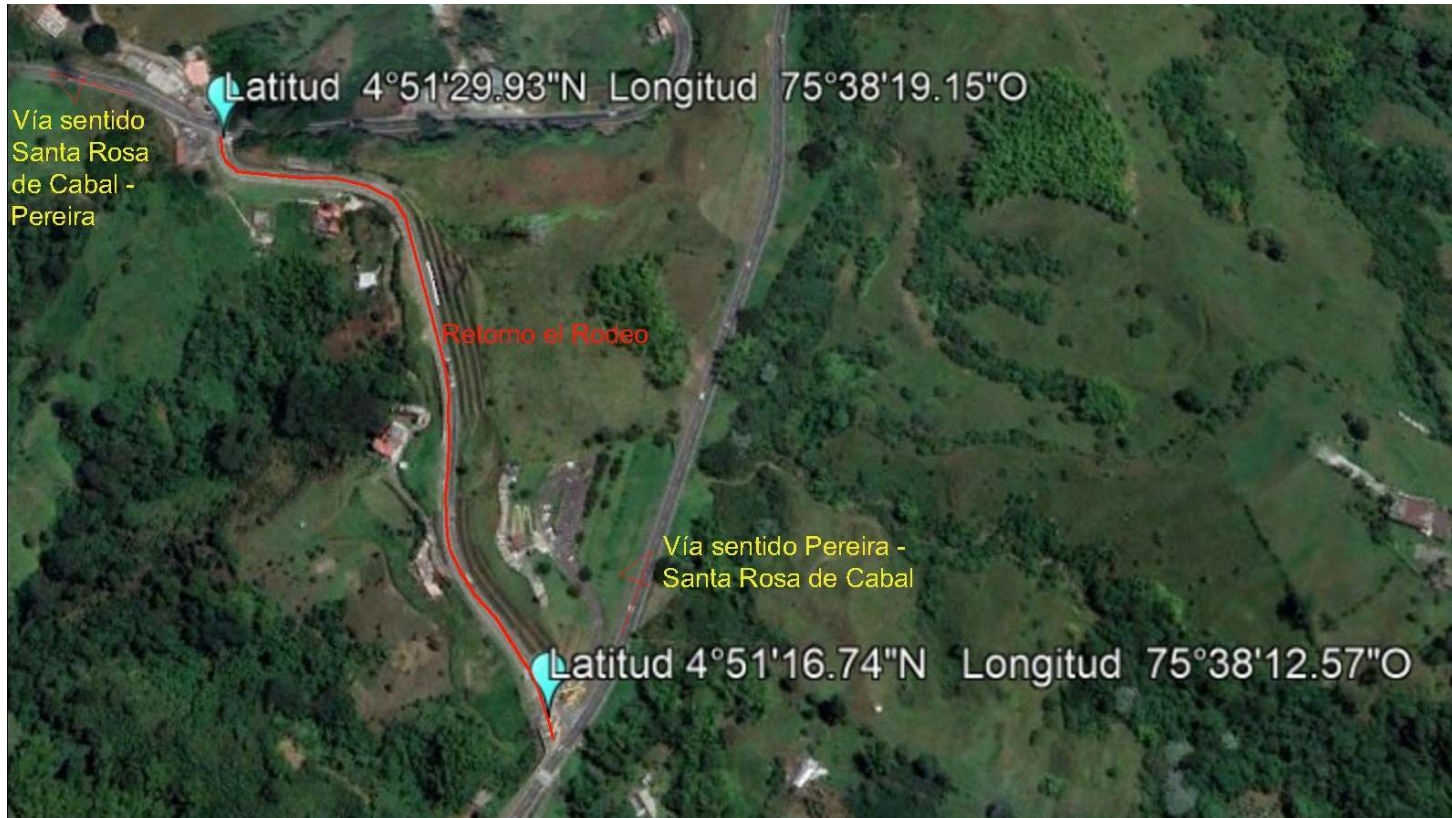 Latitud 4°51'29.93"N Longitud 75°38'19.15"O
Vía sentido
Santa Rosa
de Cabal -
Pereira
Retorno el Rodeo
Vía sentido Pereira -
Santa Rosa de Cabal
Latitud 4°51'16.74"N Longitud 75°38'12.57"O